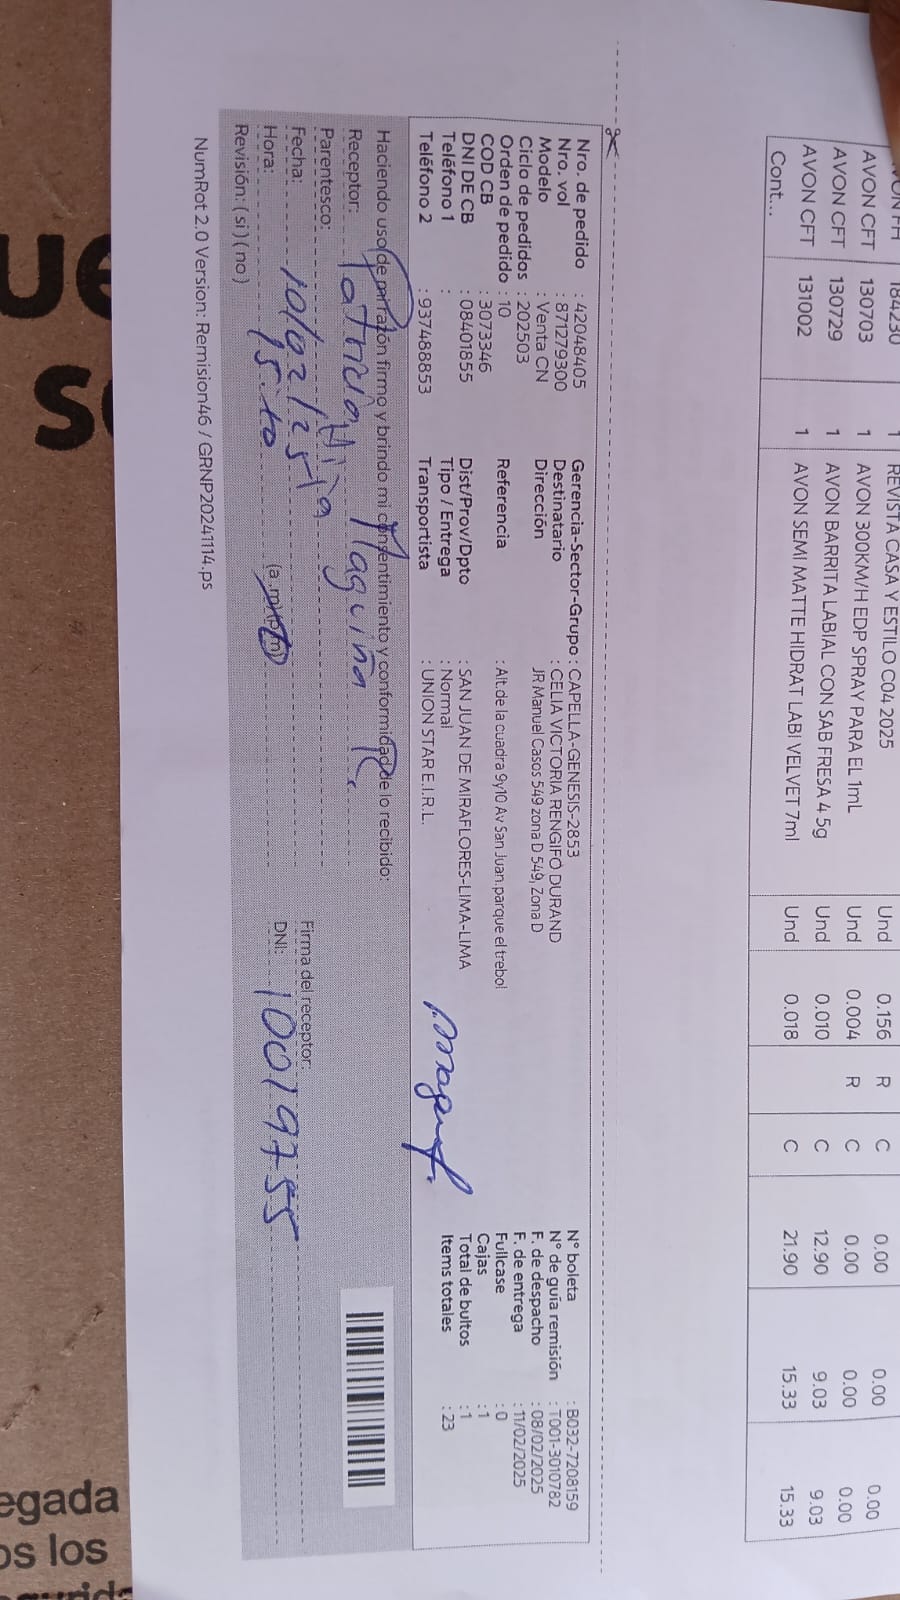 184230 1 REVISTA CASA Y ESTILO C04 2025 Und 0.156 R C 0.00 0.00 0.00
AVON CFT 130703 1 AVON 300KM/H EDP SPRAY PARA EL 1mL Und 0.004 R C 0.00 0.00 0.00
AVON CFT 130729 1 AVON BARRITA LABIAL CON SAB FRESA 4 5g Und 0.010 C 12.90 9.03 9.03
AVON CFT 131002 1 AVON SEMI MATTE HIDRAT LABI VELVET 7ml Und 0.018 C 21.90 15.33 15.33
Cont...
Nro. de pedido : 42048405 Gerencia-Sector-Grupo : CAPELLA-GENESIS-2853 N° boleta : B032-7208159
Nro. vol : 871279300 Destinatario : CELIA VICTORIA RENGIFO DURAND N° de guía remisión : T001-3010782
Modelo : Venta CN Dirección JR Manuel Casos 549 zona D 549, Zona D F. de despacho : 08/02/2025
Ciclo de pedidos : 202503 F. de entrega : 11/02/2025
Orden de pedido : 10 Referencia : Alt.de la cuadra 9y10 Av San Juan,parque el trebol Fullcase : 0
COD CB : 3073346 Cajas : 1
DNI DE CB : 08401855 Dist/Prov/Dpto : SAN JUAN DE MIRAFLORES-LIMA-LIMA Total de bultos : 1
Teléfono 1 : Tipo / Entrega : Normal Items totales : 23
Teléfono 2 : 937488853 Transportista : UNION STAR E.I.R.L.
Haciendo uso de mi razón firmo y brindo mi consentimiento y conformidad de lo recibido:
Receptor: Patricia Maguiña R.
Parentesco:
Fecha: 10/02/25 Firma del receptor:
Hora: 15:10 (a.m) (p.m) DNI: 10019755
Revisión: ( si ) ( no )
NumRot 2.0 Version: Remision46 / GRNP20241114.ps
ue
egada
os los